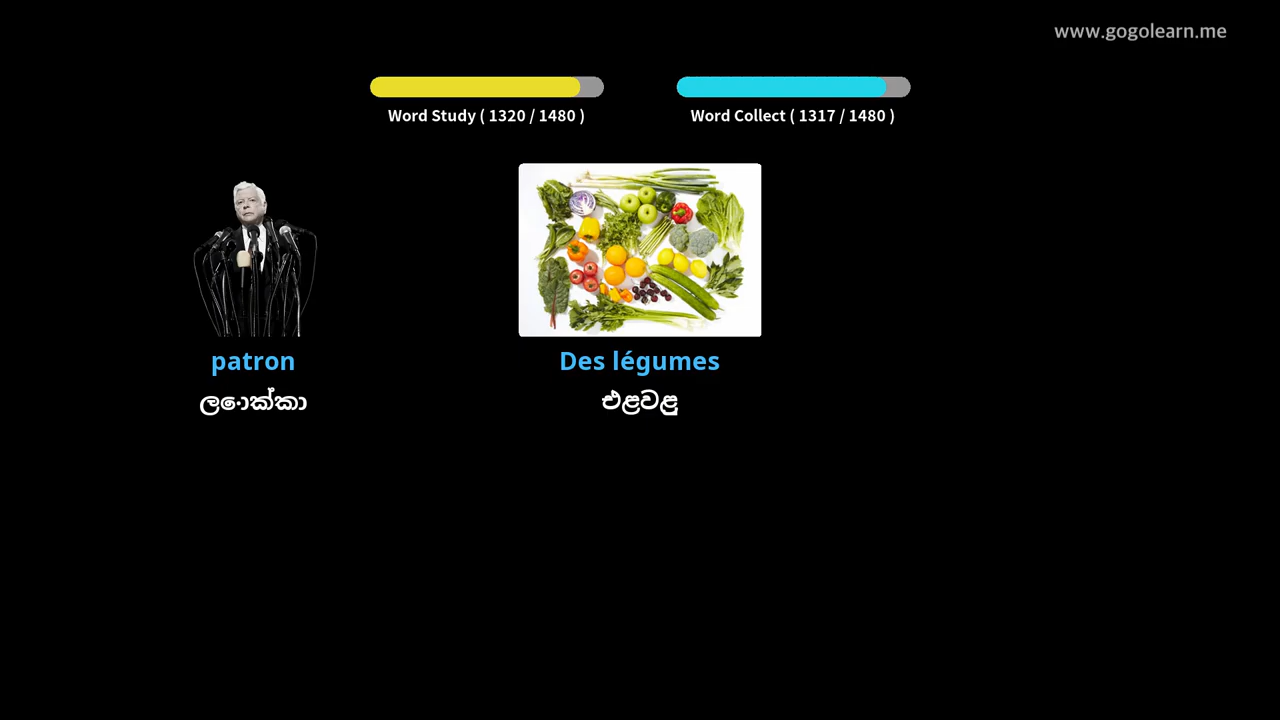 www.gogolearn.me
Word Study ( 1320 / 1480 )
Word Collect ( 1317 / 1480 )
patron
ලොක්කා
Des légumes
එළවළු